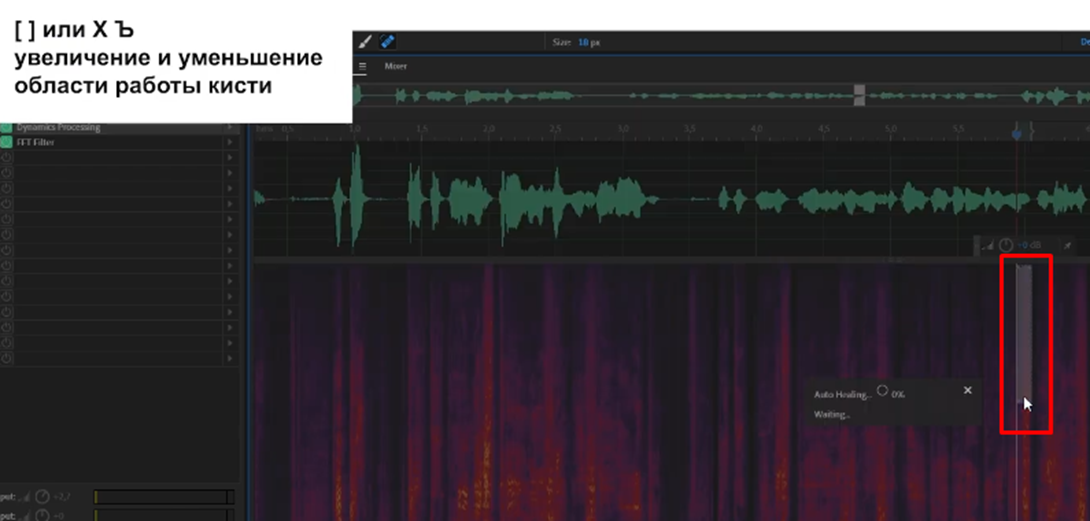 [ ] или Х Ъ
увеличение и уменьшение
области работы кисти
Size: 18 px
Mixer
Dynamics Processing
FFT Filter
hms 0,5 1,0 1,5 2,0 2,5 3,0 3,5 4,0 4,5 5,0 5,5
+0 dB
Auto Healing... 0%
Waiting...
put: +2,7
put: +0